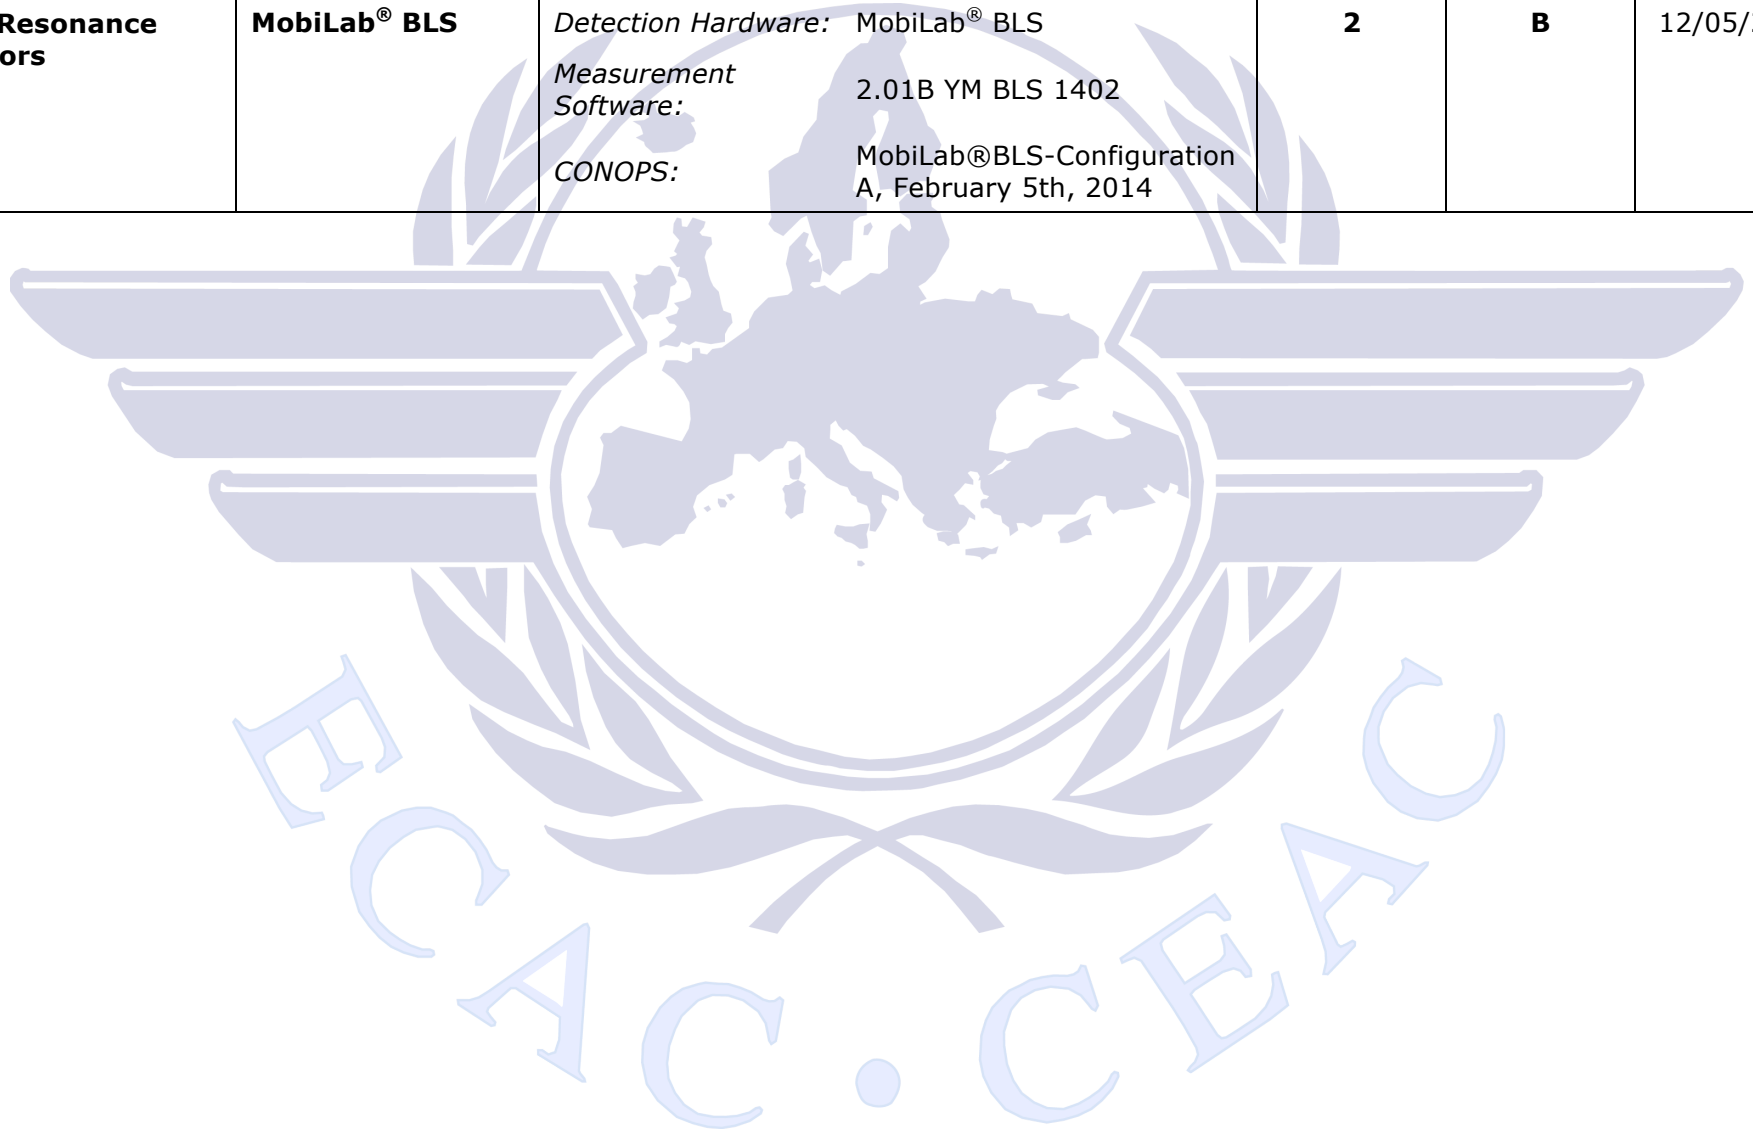 Resonance
ors
MobiLab® BLS
Detection Hardware: MobiLab® BLS
Measurement
Software:
2.01B YM BLS 1402
CONOPS:
MobiLab®BLS-Configuration
A, February 5th, 2014
2
B
12/05/
ECAC • CEAC